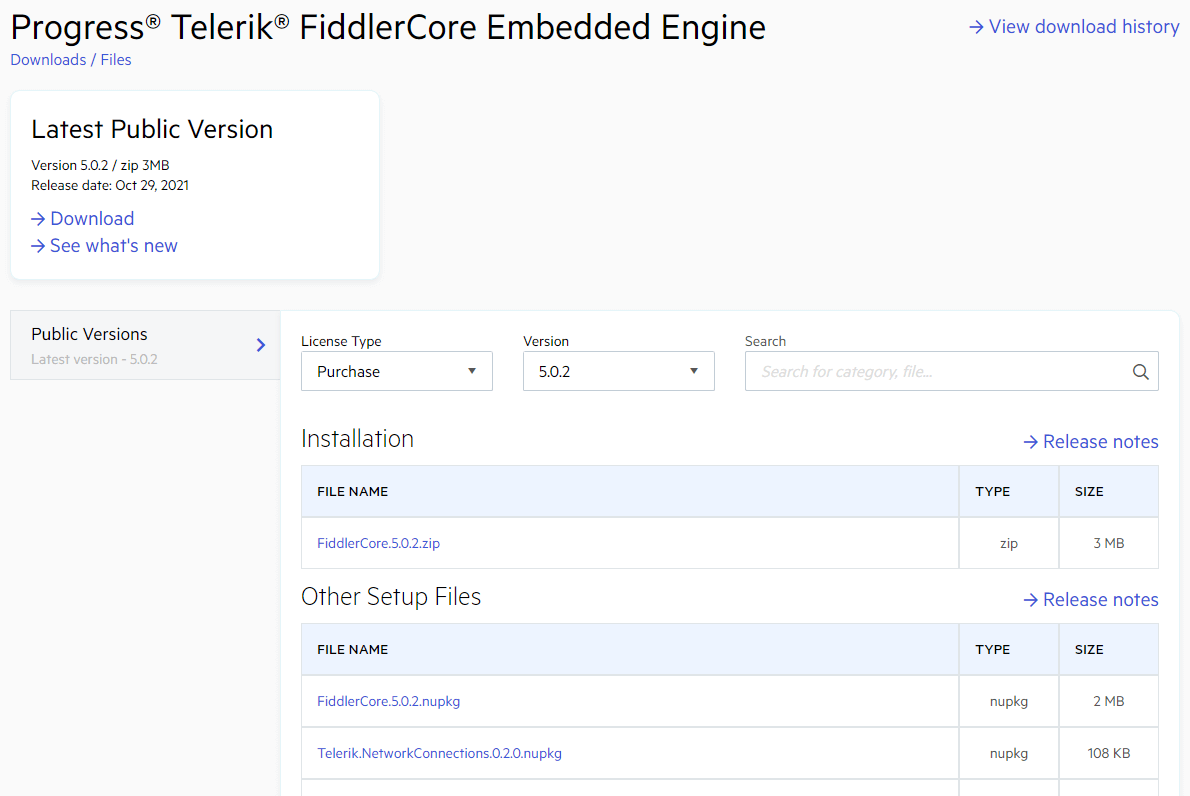 Progress® Telerik® FiddlerCore Embedded Engine
→ View download history
Downloads / Files
Latest Public Version
Version 5.0.2 / zip 3MB
Release date: Oct 29, 2021
→ Download
→ See what's new
Public Versions
Latest version - 5.0.2
License Type
Version
Search
Purchase
5.0.2
Search for category, file...
Installation
→ Release notes
FILE NAME
TYPE
SIZE
FiddlerCore.5.0.2.zip
zip
3 MB
Other Setup Files
→ Release notes
FILE NAME
TYPE
SIZE
FiddlerCore.5.0.2.nupkg
nupkg
2 MB
Telerik.NetworkConnections.0.2.0.nupkg
nupkg
108 KB